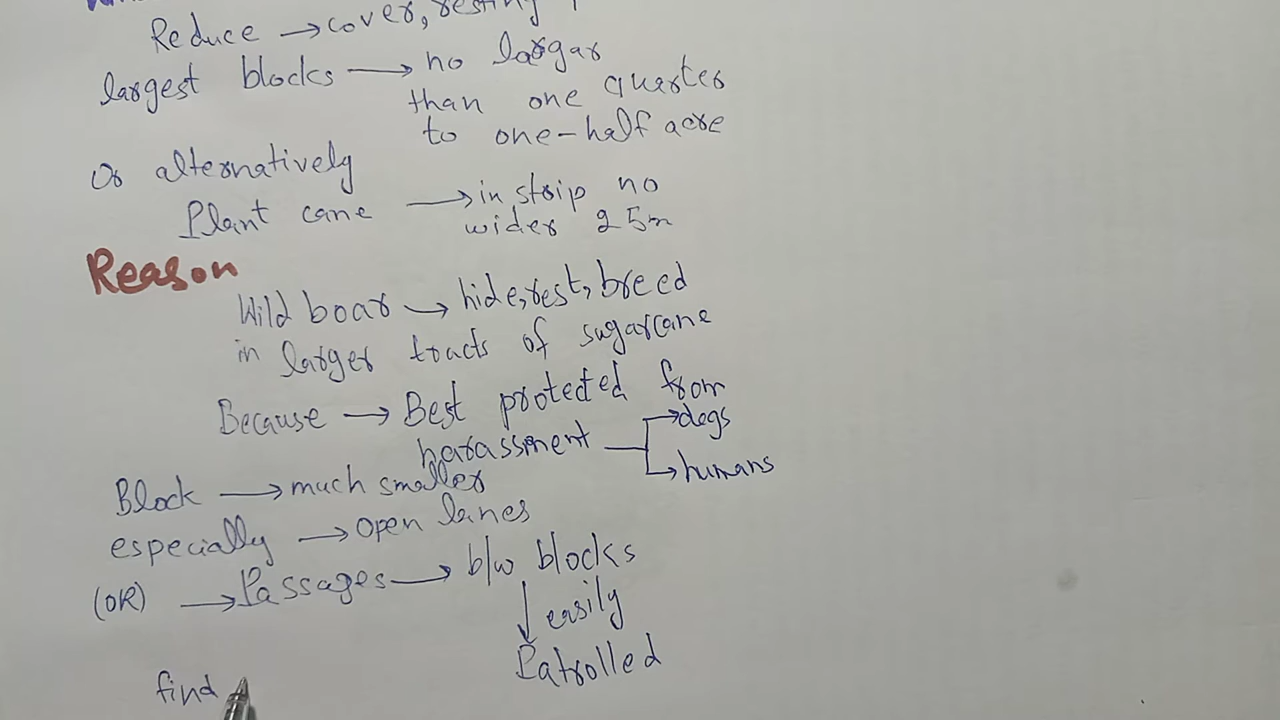 Reduce → cover, resting
largest blocks → no larger
than one quarter
to one-half acre
Or alternatively
Plant cane → in strip no
wider 25m
Reason
Wild boar → hide, rest, breed
in larger tracts of sugarcane
Because → Best protected from
harassment → dogs
→ humans
Block → much smaller
especially → open lanes
(OR) → Passages → b/w blocks
↓ easily
Patrolled
find